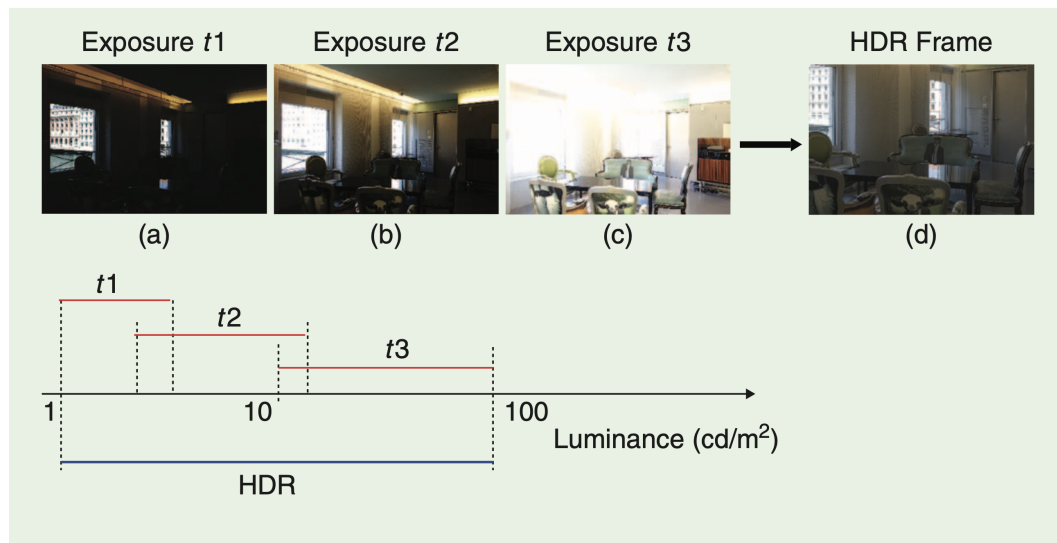 Exposure t1 Exposure t2 Exposure t3 HDR Frame
(a) (b) (c) (d)
t1
t2
t3
1 10 100
Luminance (cd/m²)
HDR